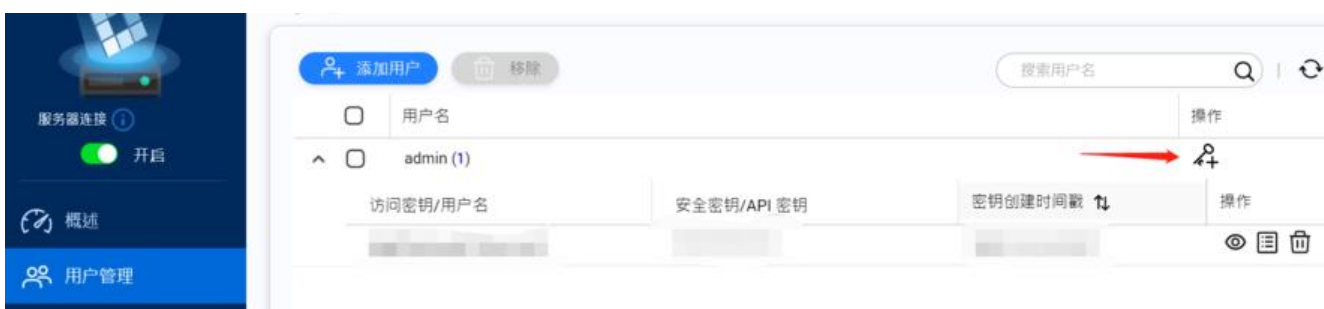 添加用户 移除 搜索用户名
服务器连接
用户名 操作
开启
admin (1)
访问密钥/用户名 安全密钥/API 密钥 密钥创建时间戳 操作
概述
用户管理